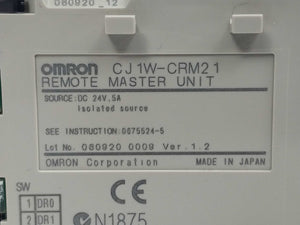 080920_12
OMRON CJ1W-CRM21
REMOTE MASTER UNIT
SOURCE:DC 24V,5A
Isolated source
SEE INSTRUCTION:0675524-5
Lot No. 080920 0009 Ver.1.2
OMRON Corporation MADE IN JAPAN
SW
1 DR0
2 DR1
CE
N1875